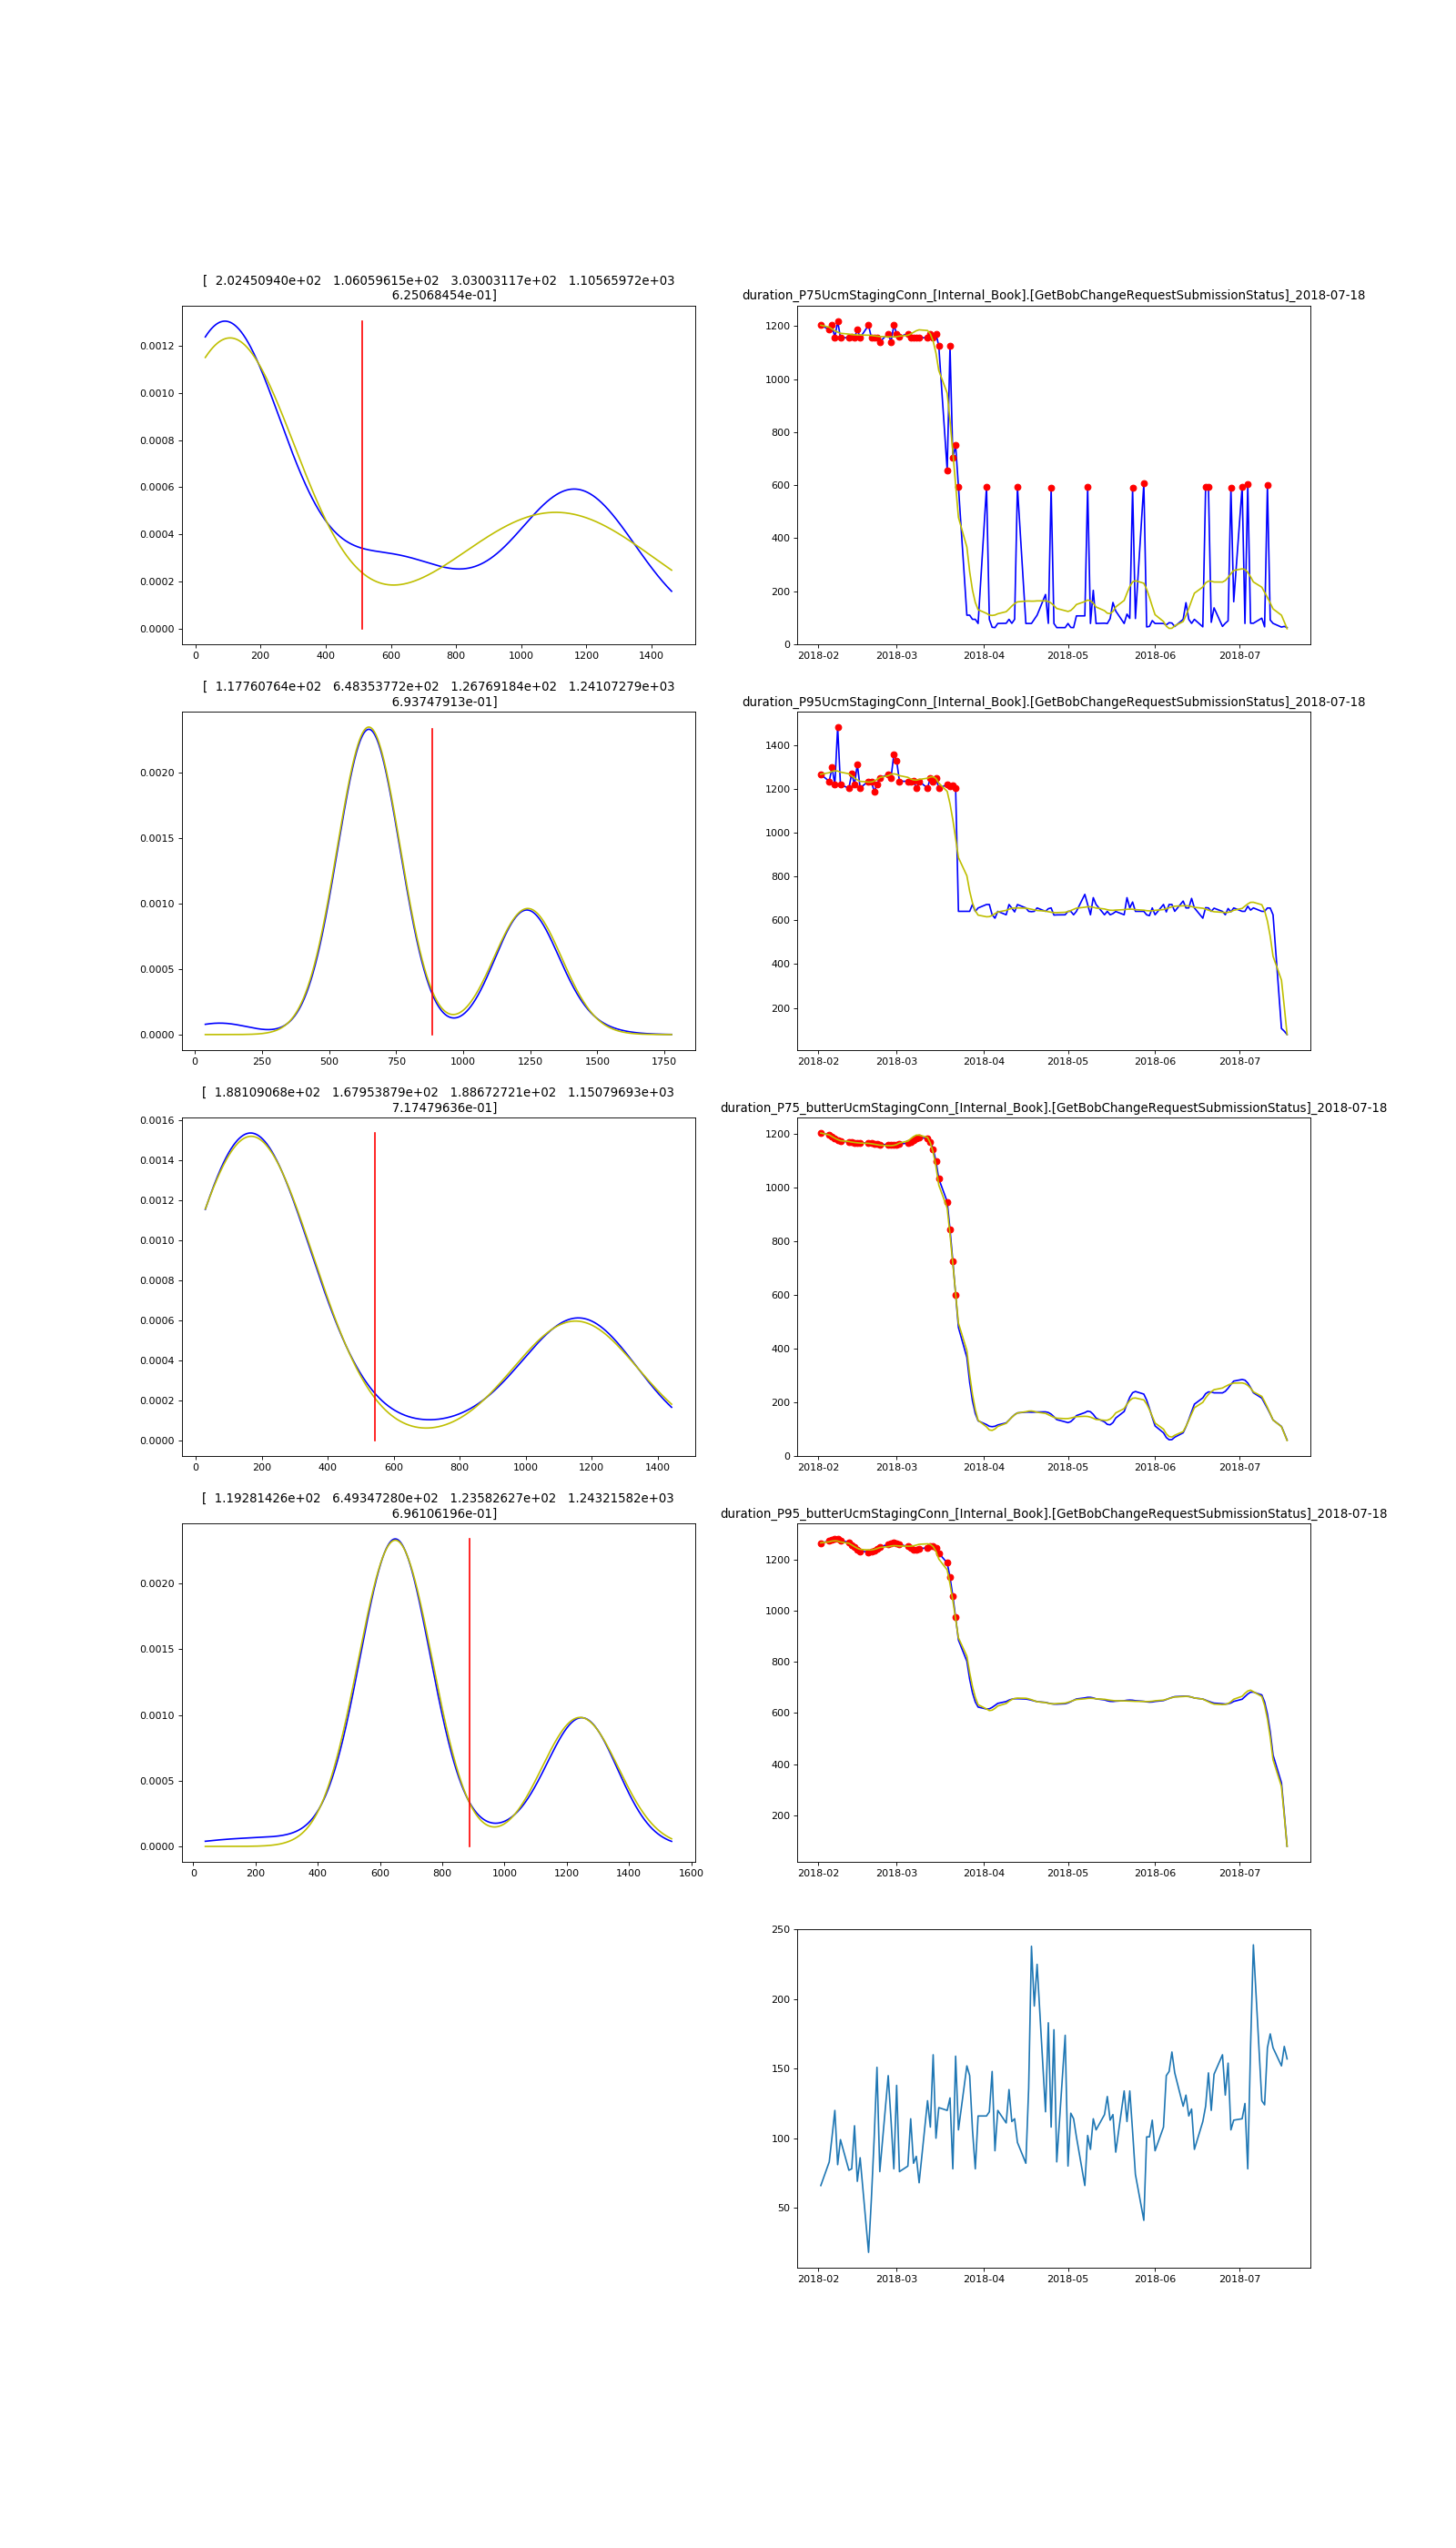 [ 2.02450940e+02 1.06059615e+02 3.03003117e+02 1.10565972e+03
6.25068454e-01]
0.0012
0.0010
0.0008
0.0006
0.0004
0.0002
0.0000
0 200 400 600 800 1000 1200 1400
duration_P75UcmStagingConn_[Internal_Book].[GetBobChangeRequestSubmissionStatus]_2018-07-18
1200
1000
800
600
400
200
0
2018-02 2018-03 2018-04 2018-05 2018-06 2018-07
[ 1.17760764e+02 6.48353772e+02 1.26769184e+02 1.24107279e+03
6.93747913e-01]
0.0020
0.0015
0.0010
0.0005
0.0000
0 250 500 750 1000 1250 1500 1750
duration_P95UcmStagingConn_[Internal_Book].[GetBobChangeRequestSubmissionStatus]_2018-07-18
1400
1200
1000
800
600
400
200
2018-02 2018-03 2018-04 2018-05 2018-06 2018-07
[ 1.88109068e+02 1.67953879e+02 1.88672721e+02 1.15079693e+03
7.17479636e-01]
0.0016
0.0014
0.0012
0.0010
0.0008
0.0006
0.0004
0.0002
0.0000
0 200 400 600 800 1000 1200 1400
duration_P75_butterUcmStagingConn_[Internal_Book].[GetBobChangeRequestSubmissionStatus]_2018-07-18
1200
1000
800
600
400
200
0
2018-02 2018-03 2018-04 2018-05 2018-06 2018-07
[ 1.19281426e+02 6.49347280e+02 1.23582627e+02 1.24321582e+03
6.96106196e-01]
0.0020
0.0015
0.0010
0.0005
0.0000
0 200 400 600 800 1000 1200 1400 1600
duration_P95_butterUcmStagingConn_[Internal_Book].[GetBobChangeRequestSubmissionStatus]_2018-07-18
1200
1000
800
600
400
200
2018-02 2018-03 2018-04 2018-05 2018-06 2018-07
250
200
150
100
50
2018-02 2018-03 2018-04 2018-05 2018-06 2018-07